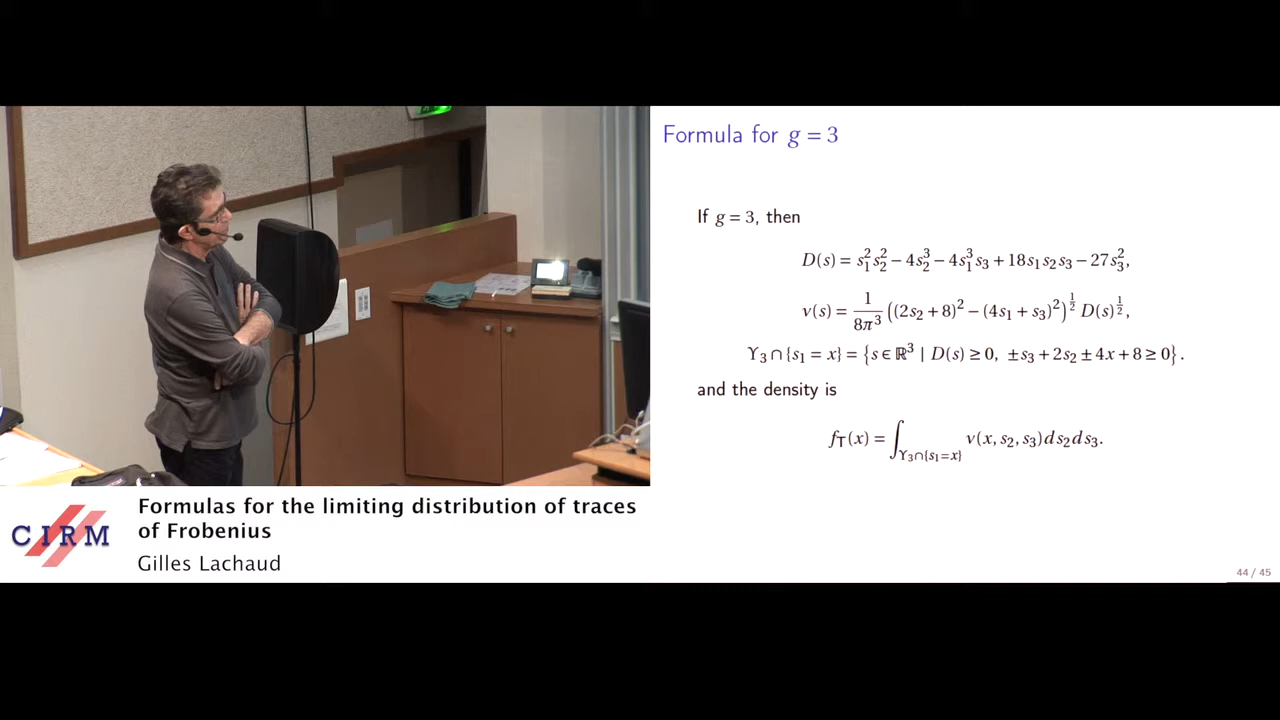 Formula for g = 3
If g = 3, then
D(s) = s₁²s₂² − 4s₂³ − 4s₁³s₃ + 18s₁s₂s₃ − 27s₃²,
ν(s) = 1/(8π³) ((2s₂ + 8)² − (4s₁ + s₃)²)^(1/2) D(s)^(1/2),
ϒ₃ ∩ {s₁ = x} = {s ∈ ℝ³ | D(s) ≥ 0, ±s₃ + 2s₂ ± 4x + 8 ≥ 0}.
and the density is
f_T(x) = ∫_{ϒ₃∩{s₁=x}} ν(x, s₂, s₃)ds₂ds₃.
44 / 45
CIRM
Formulas for the limiting distribution of traces
of Frobenius
Gilles Lachaud